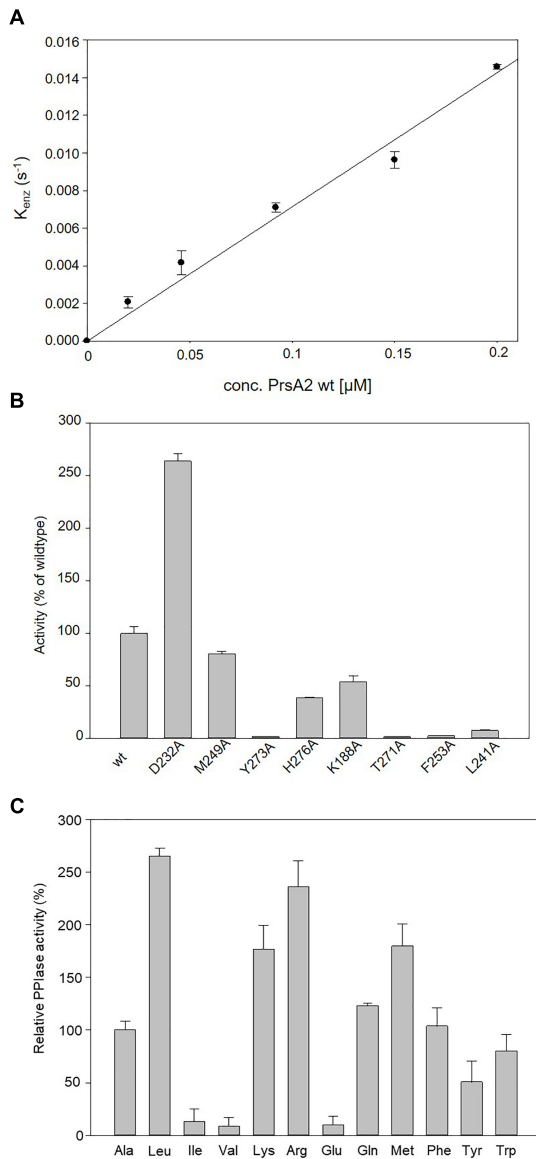 A
0.016
0.014
0.012
0.010
0.008
0.006
0.004
0.002
0.000
K_enz (s⁻¹)
0 0.05 0.1 0.15 0.2
conc. PrsA2 wt [µM]
B
300
250
200
150
100
50
0
Activity (% of wildtype)
wt D232A M249A Y273A H276A K188A T271A F253A L241A
C
300
250
200
150
100
50
0
Relative PPIase activity (%)
Ala Leu Ile Val Lys Arg Glu Gln Met Phe Tyr Trp